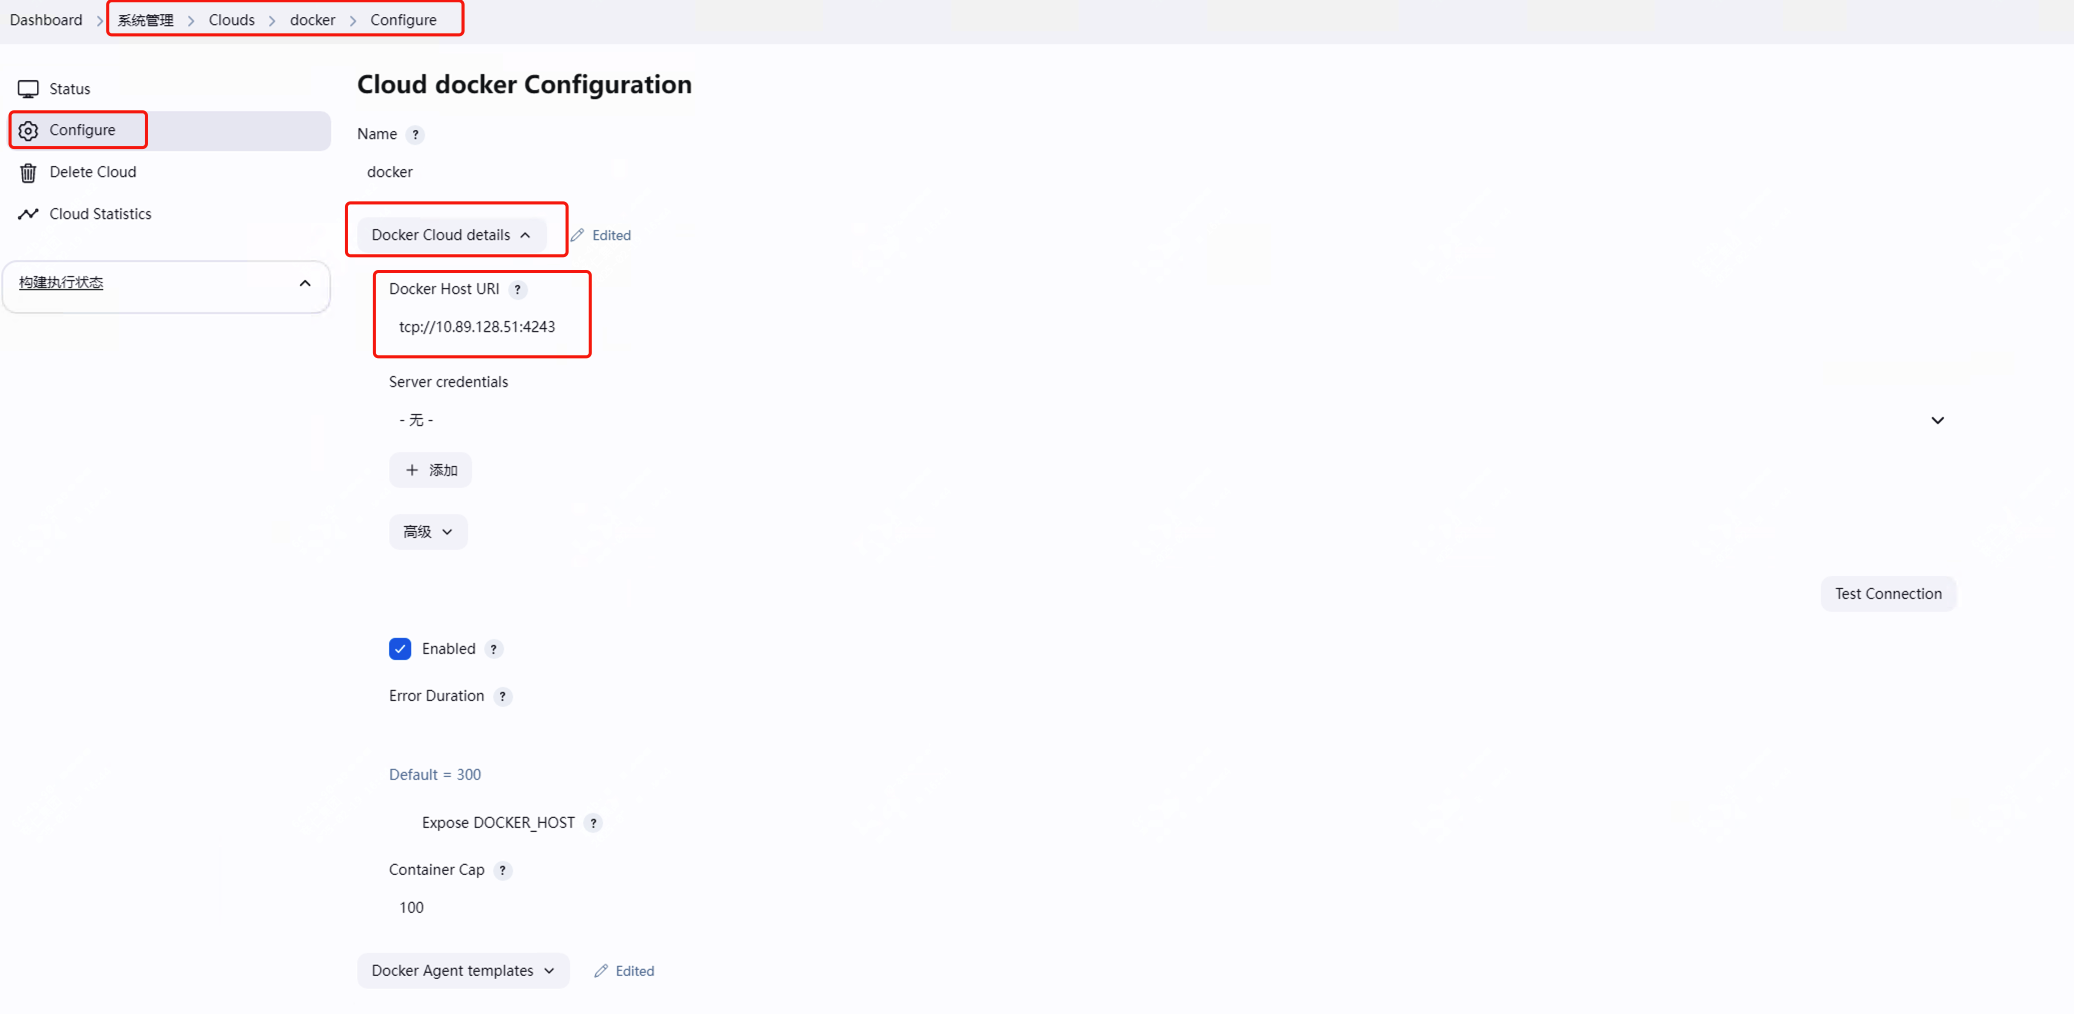 Dashboard > 系统管理 > Clouds > docker > Configure
Status
Configure
Delete Cloud
Cloud Statistics
构建执行状态
Cloud docker Configuration
Name ?
docker
Docker Cloud details Edited
Docker Host URI ?
tcp://10.89.128.51:4243
Server credentials
- 无 -
+ 添加
高级
Test Connection
Enabled ?
Error Duration ?
Default = 300
Expose DOCKER_HOST ?
Container Cap ?
100
Docker Agent templates Edited